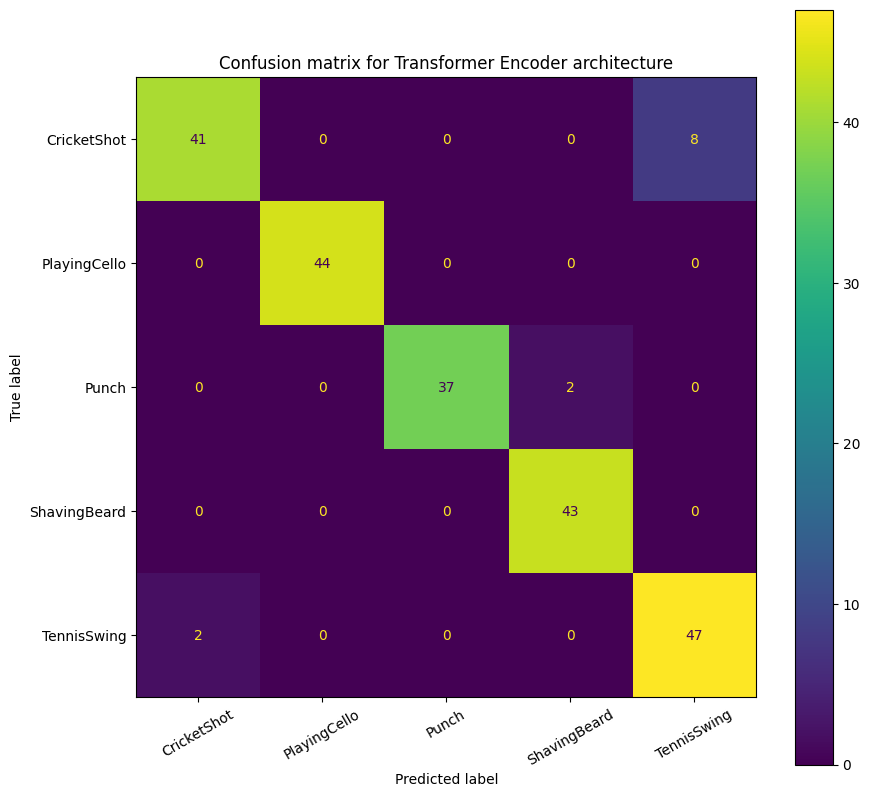 Confusion matrix for Transformer Encoder architecture
True label
CricketShot 41 0 0 0 8
PlayingCello 0 44 0 0 0
Punch 0 0 37 2 0
ShavingBeard 0 0 0 43 0
TennisSwing 2 0 0 0 47
CricketShot PlayingCello Punch ShavingBeard TennisSwing
Predicted label
40
30
20
10
0